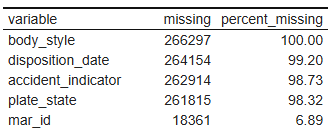 variable missing percent_missing
body_style 266297 100.00
disposition_date 264154 99.20
accident_indicator 262914 98.73
plate_state 261815 98.32
mar_id 18361 6.89